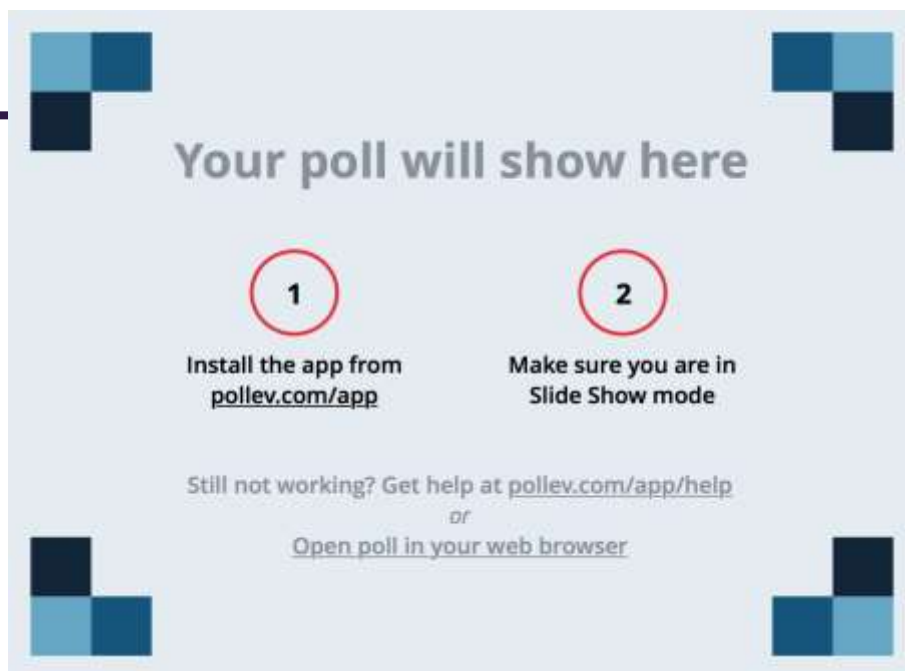 Your poll will show here
1
2
Install the app from
pollev.com/app
Make sure you are in
Slide Show mode
Still not working? Get help at pollev.com/app/help
or
Open poll in your web browser